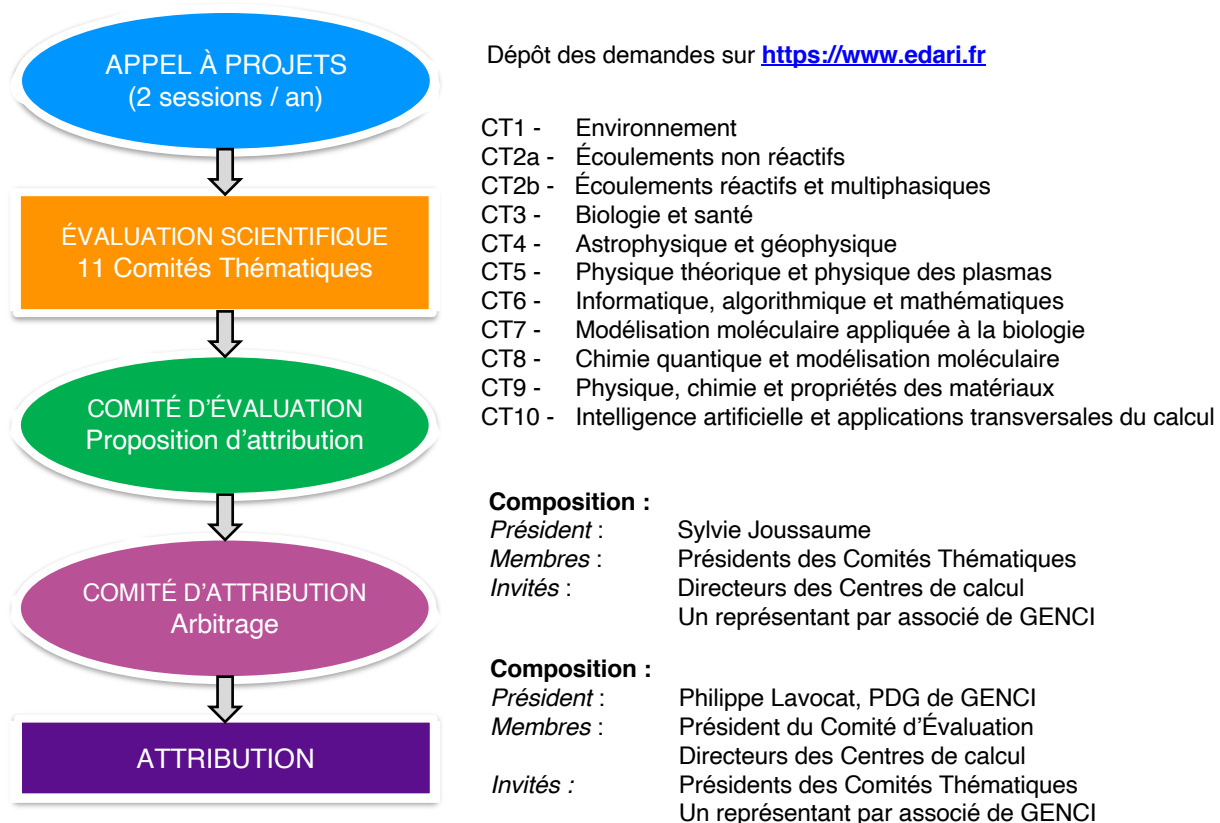 APPEL À PROJETS
(2 sessions / an)
Dépôt des demandes sur https://www.edari.fr
ÉVALUATION SCIENTIFIQUE
11 Comités Thématiques
CT1 - Environnement
CT2a - Écoulements non réactifs
CT2b - Écoulements réactifs et multiphasiques
CT3 - Biologie et santé
CT4 - Astrophysique et géophysique
CT5 - Physique théorique et physique des plasmas
CT6 - Informatique, algorithmique et mathématiques
CT7 - Modélisation moléculaire appliquée à la biologie
CT8 - Chimie quantique et modélisation moléculaire
CT9 - Physique, chimie et propriétés des matériaux
CT10 - Intelligence artificielle et applications transversales du calcul
COMITÉ D'ÉVALUATION
Proposition d'attribution
Composition :
Président : Sylvie Joussaume
Membres : Présidents des Comités Thématiques
Invités : Directeurs des Centres de calcul
Un représentant par associé de GENCI
COMITÉ D'ATTRIBUTION
Arbitrage
Composition :
Président : Philippe Lavocat, PDG de GENCI
Membres : Président du Comité d'Évaluation
Directeurs des Centres de calcul
Invités : Présidents des Comités Thématiques
Un représentant par associé de GENCI
ATTRIBUTION